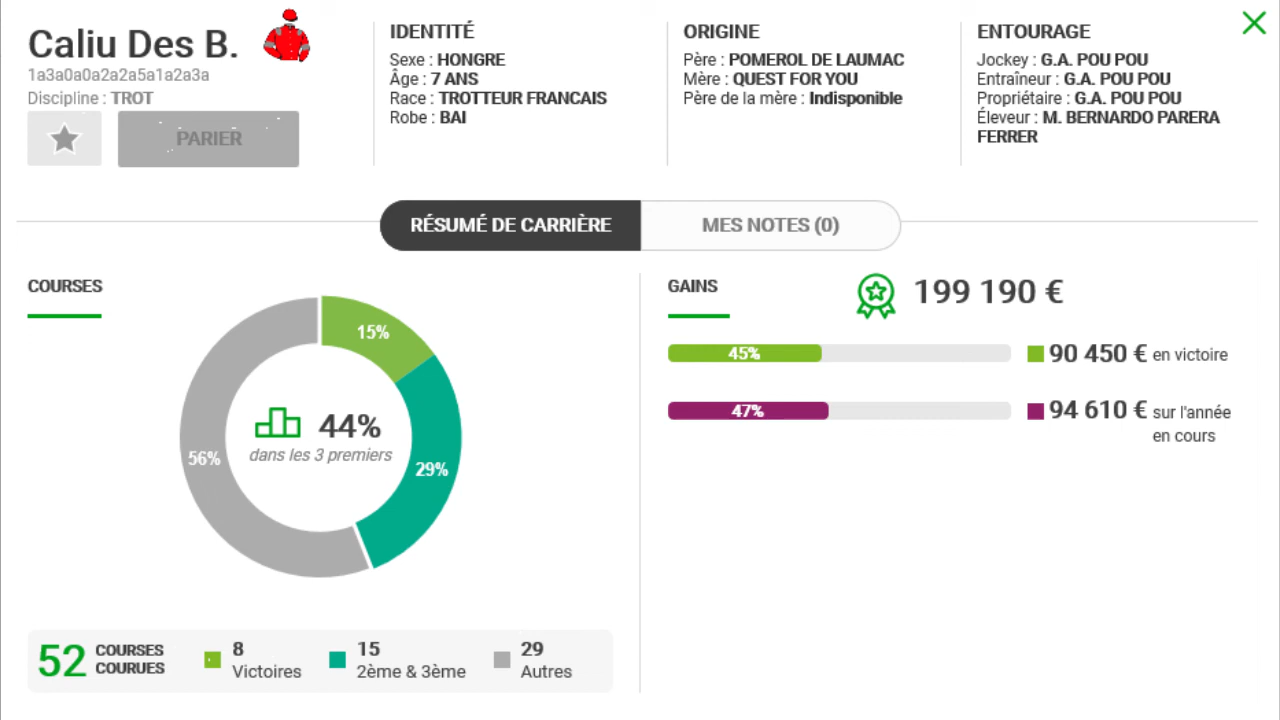 Caliu Des B.
1a3a0a0a2a2a5a1a2a3a
Discipline : TROT
PARIER
IDENTITÉ
Sexe : HONGRE
Âge : 7 ANS
Race : TROTTEUR FRANCAIS
Robe : BAI
ORIGINE
Père : POMEROL DE LAUMAC
Mère : QUEST FOR YOU
Père de la mère : Indisponible
ENTOURAGE
Jockey : G.A. POU POU
Entraîneur : G.A. POU POU
Propriétaire : G.A. POU POU
Éleveur : M. BERNARDO PARERA
FERRER
RÉSUMÉ DE CARRIÈRE
MES NOTES (0)
COURSES
15%
29%
56%
44%
dans les 3 premiers
52 COURSES COURUES
8 Victoires
15 2ème & 3ème
29 Autres
GAINS
199 190 €
45%
90 450 € en victoire
47%
94 610 € sur l'année
en cours